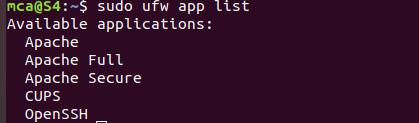 mca@S4:~$ sudo ufw app list
Available applications:
  Apache
  Apache Full
  Apache Secure
  CUPS
  OpenSSH